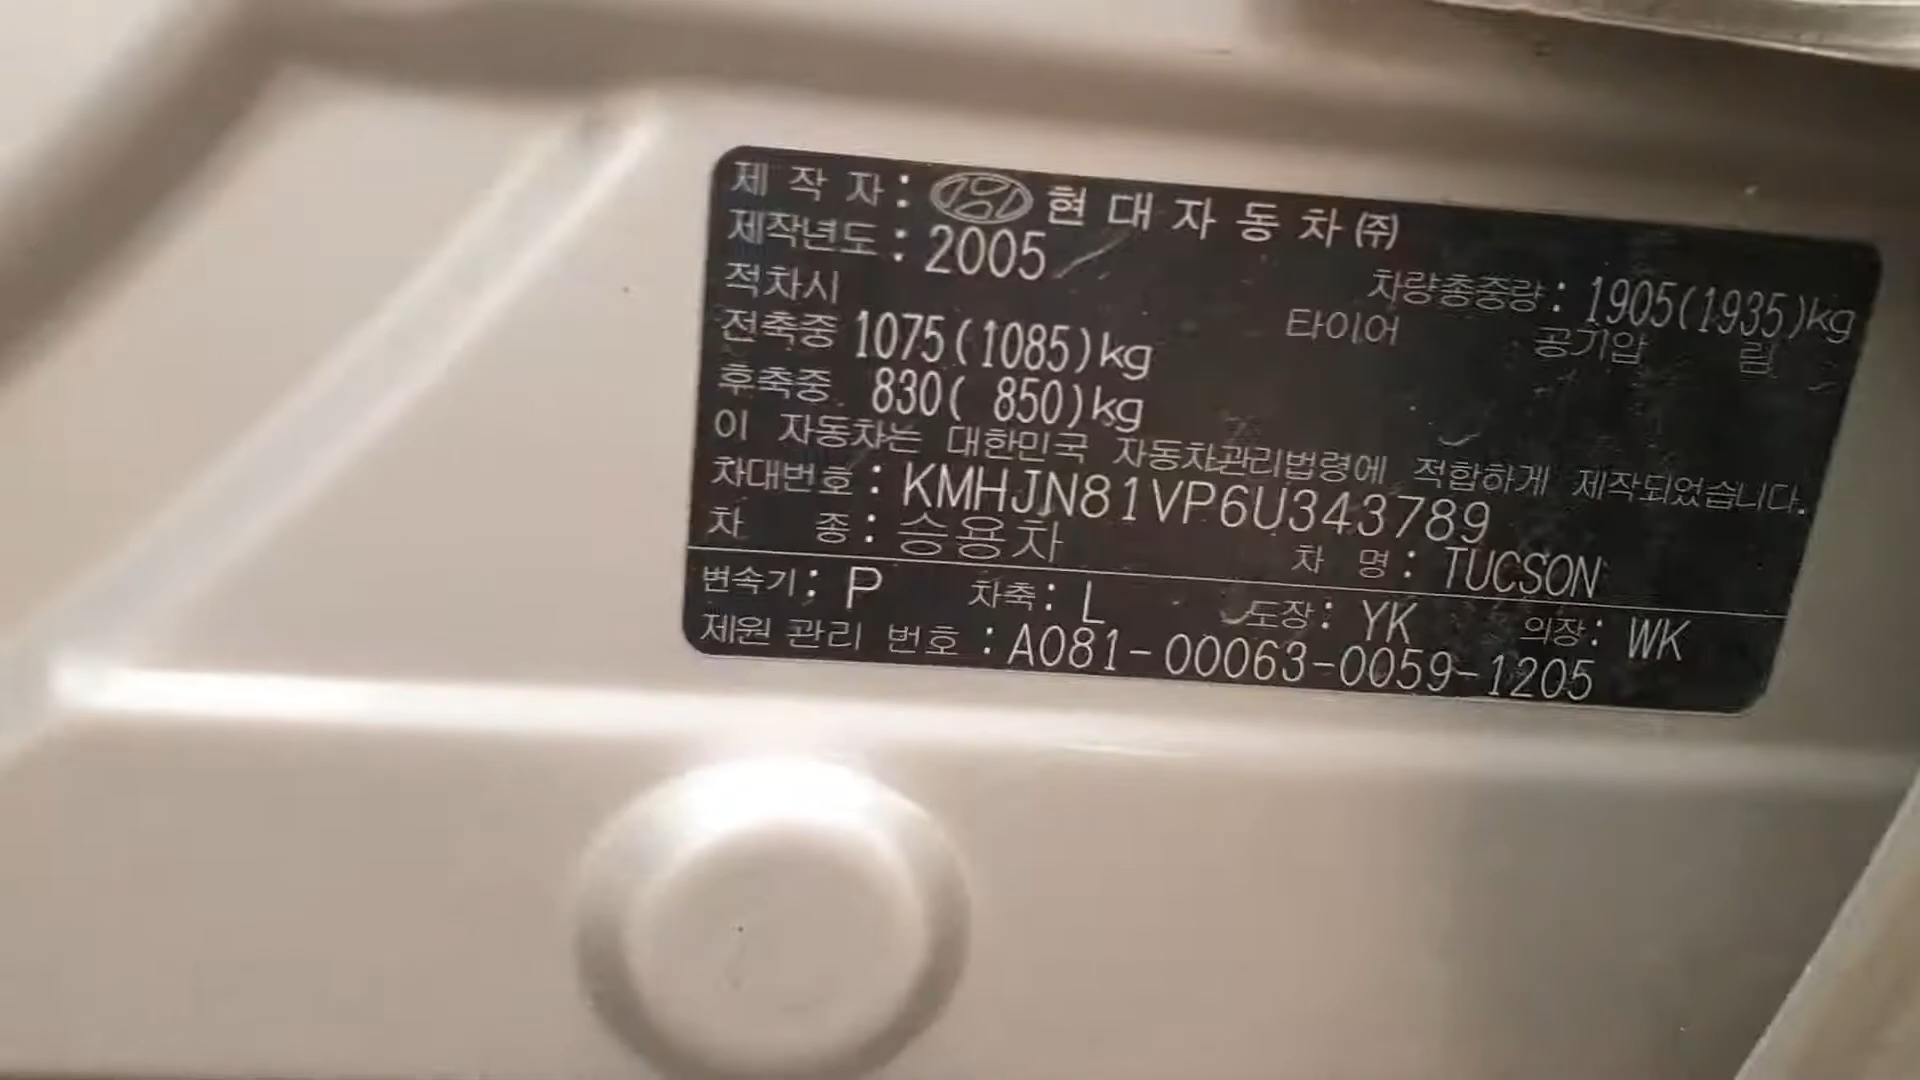 제 작 자 : 현 대 자 동 차 ㈜
제작년도 : 2005
차량총중량 : 1905(1935)kg
적차시 타이어 공기압 림
전축중 1075(1085)kg
후축중 830( 850)kg
이 자동차는 대한민국 자동차관리법령에 적합하게 제작되었습니다.
차대번호 : KMHJN81VP6U343789
차 종 : 승용차 차 명 : TUCSON
변속기 : P 차축 : L 도장 : YK 의장 : WK
제원 관리 번호 : A081-00063-0059-1205